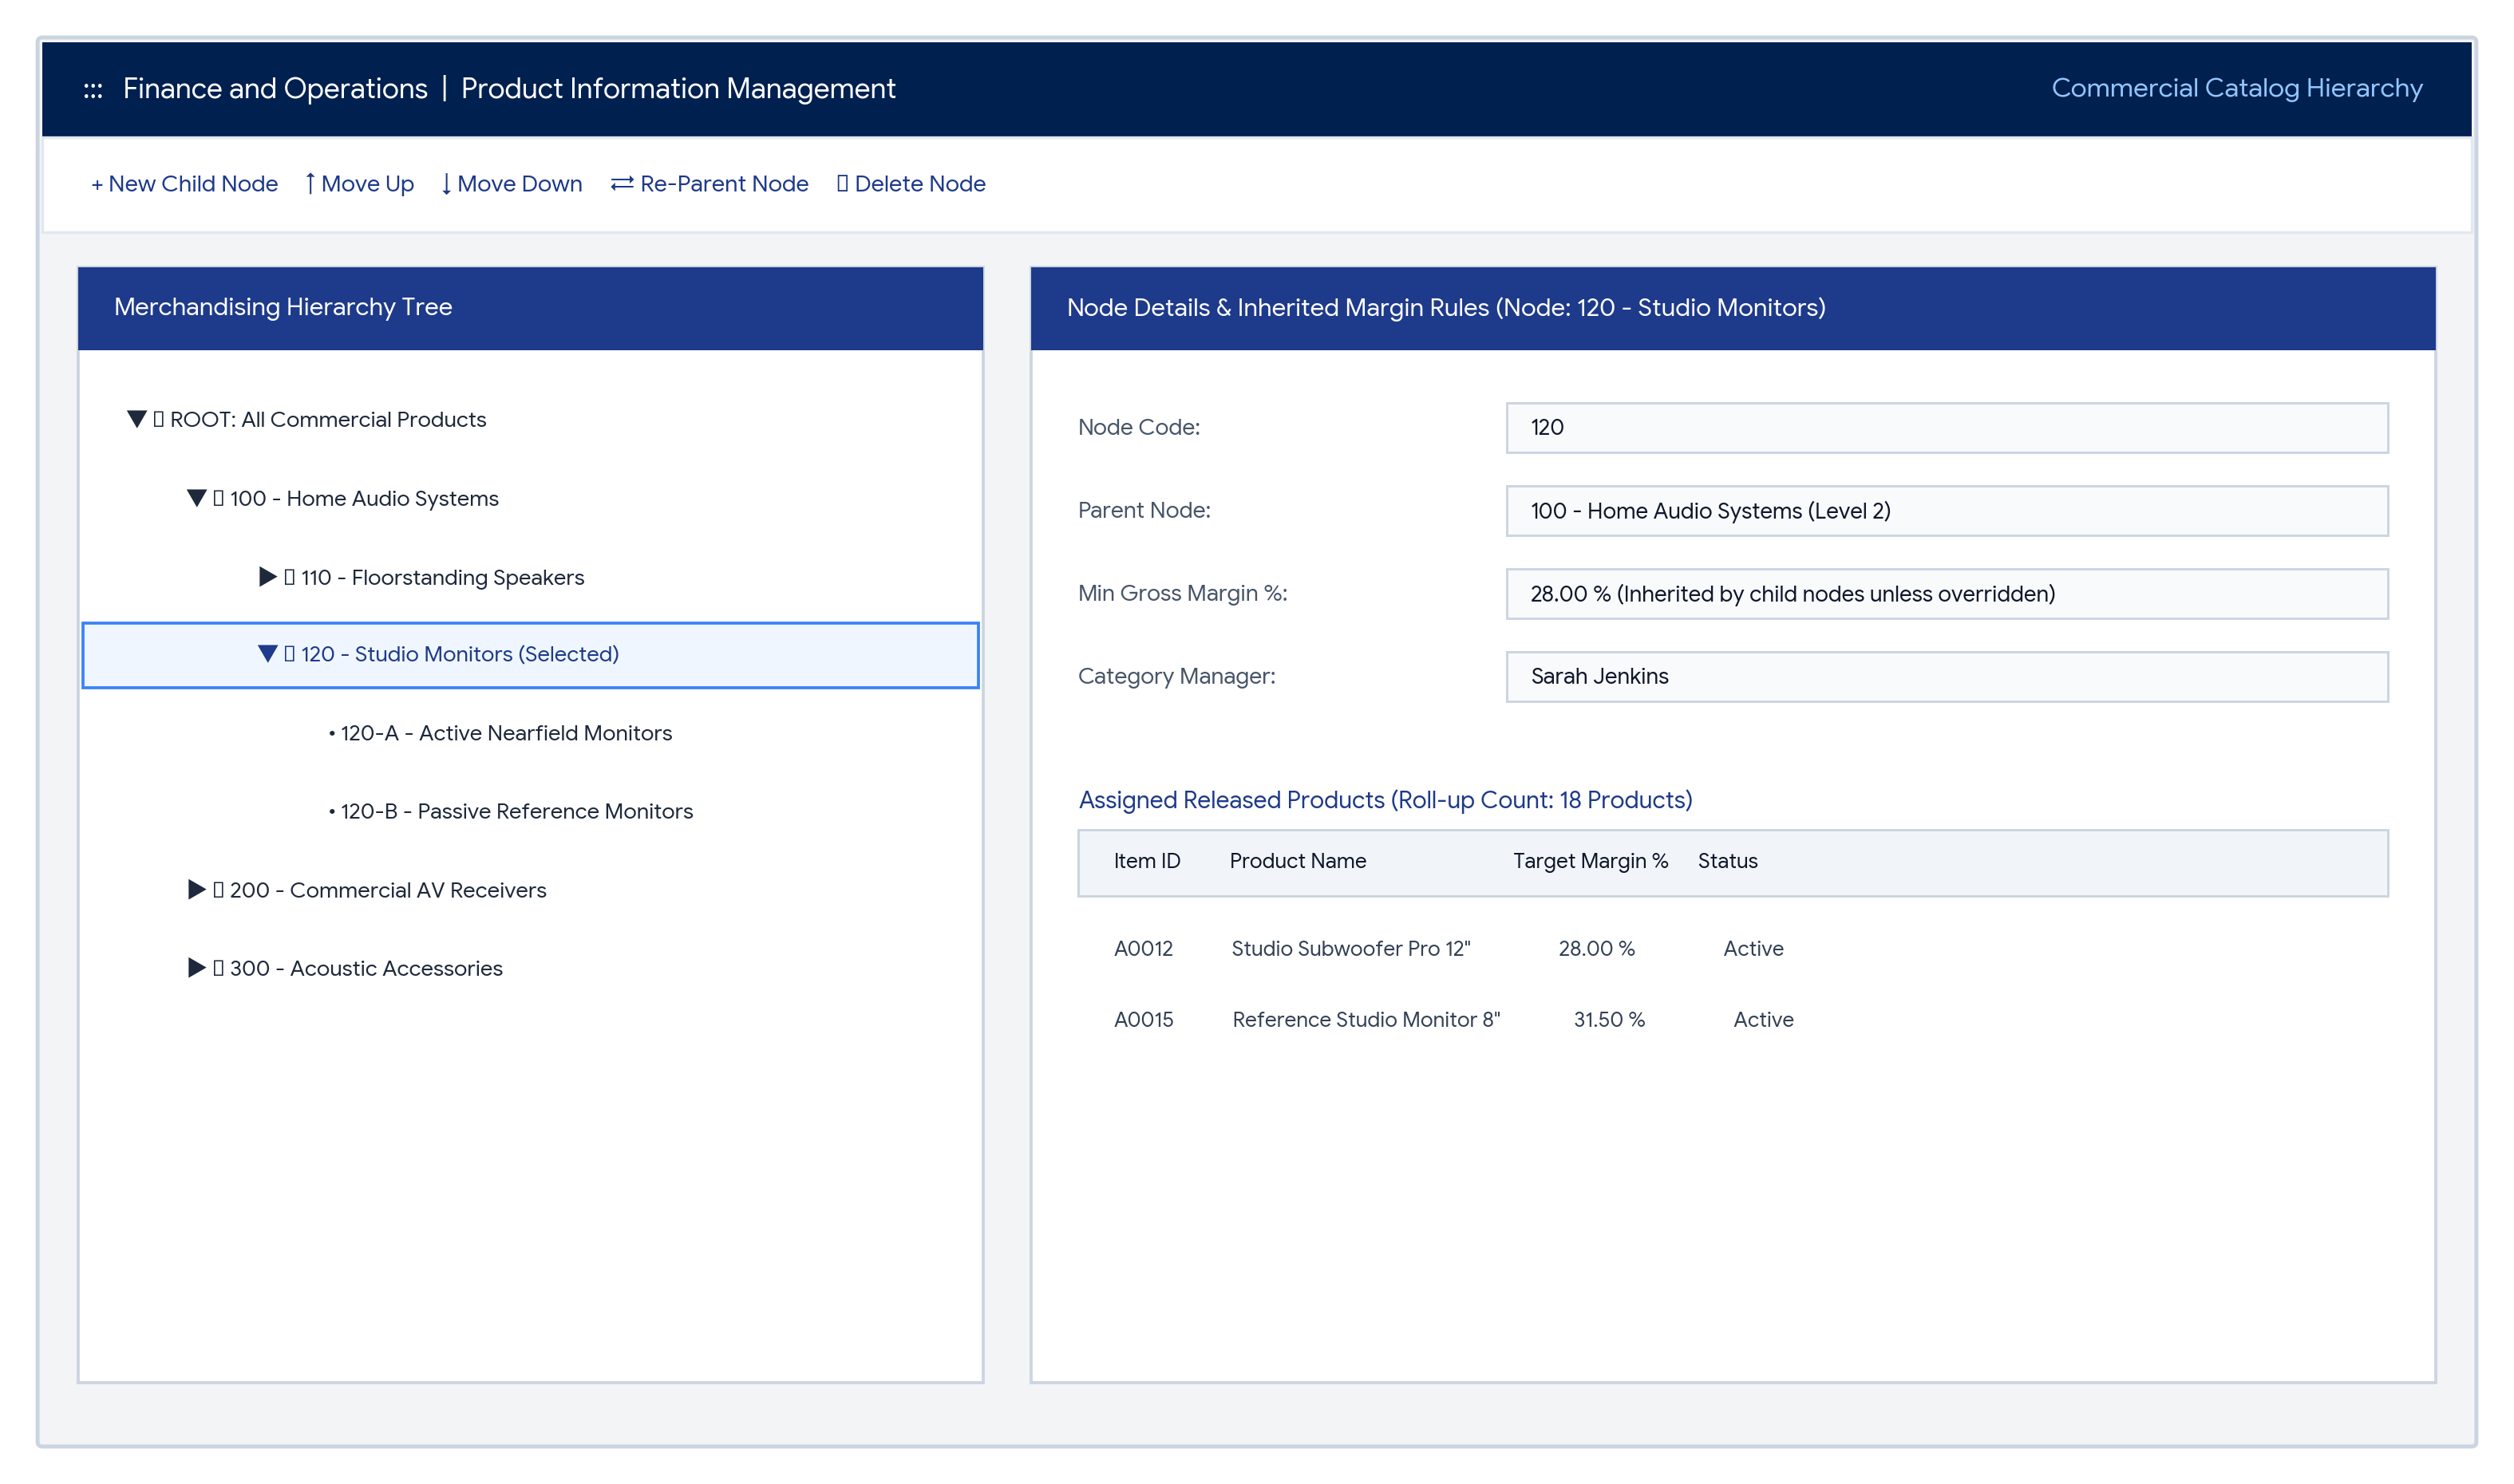 ::: Finance and Operations | Product Information Management
Commercial Catalog Hierarchy
+ New Child Node ↑ Move Up ↓ Move Down ⇄ Re-Parent Node ▯ Delete Node
Merchandising Hierarchy Tree
▼ ▯ ROOT: All Commercial Products
▼ ▯ 100 - Home Audio Systems
▶ ▯ 110 - Floorstanding Speakers
▼ ▯ 120 - Studio Monitors (Selected)
• 120-A - Active Nearfield Monitors
• 120-B - Passive Reference Monitors
▶ ▯ 200 - Commercial AV Receivers
▶ ▯ 300 - Acoustic Accessories
Node Details & Inherited Margin Rules (Node: 120 - Studio Monitors)
Node Code: 120
Parent Node: 100 - Home Audio Systems (Level 2)
Min Gross Margin %: 28.00 % (Inherited by child nodes unless overridden)
Category Manager: Sarah Jenkins
Assigned Released Products (Roll-up Count: 18 Products)
Item ID Product Name Target Margin % Status
A0012 Studio Subwoofer Pro 12" 28.00 % Active
A0015 Reference Studio Monitor 8" 31.50 % Active